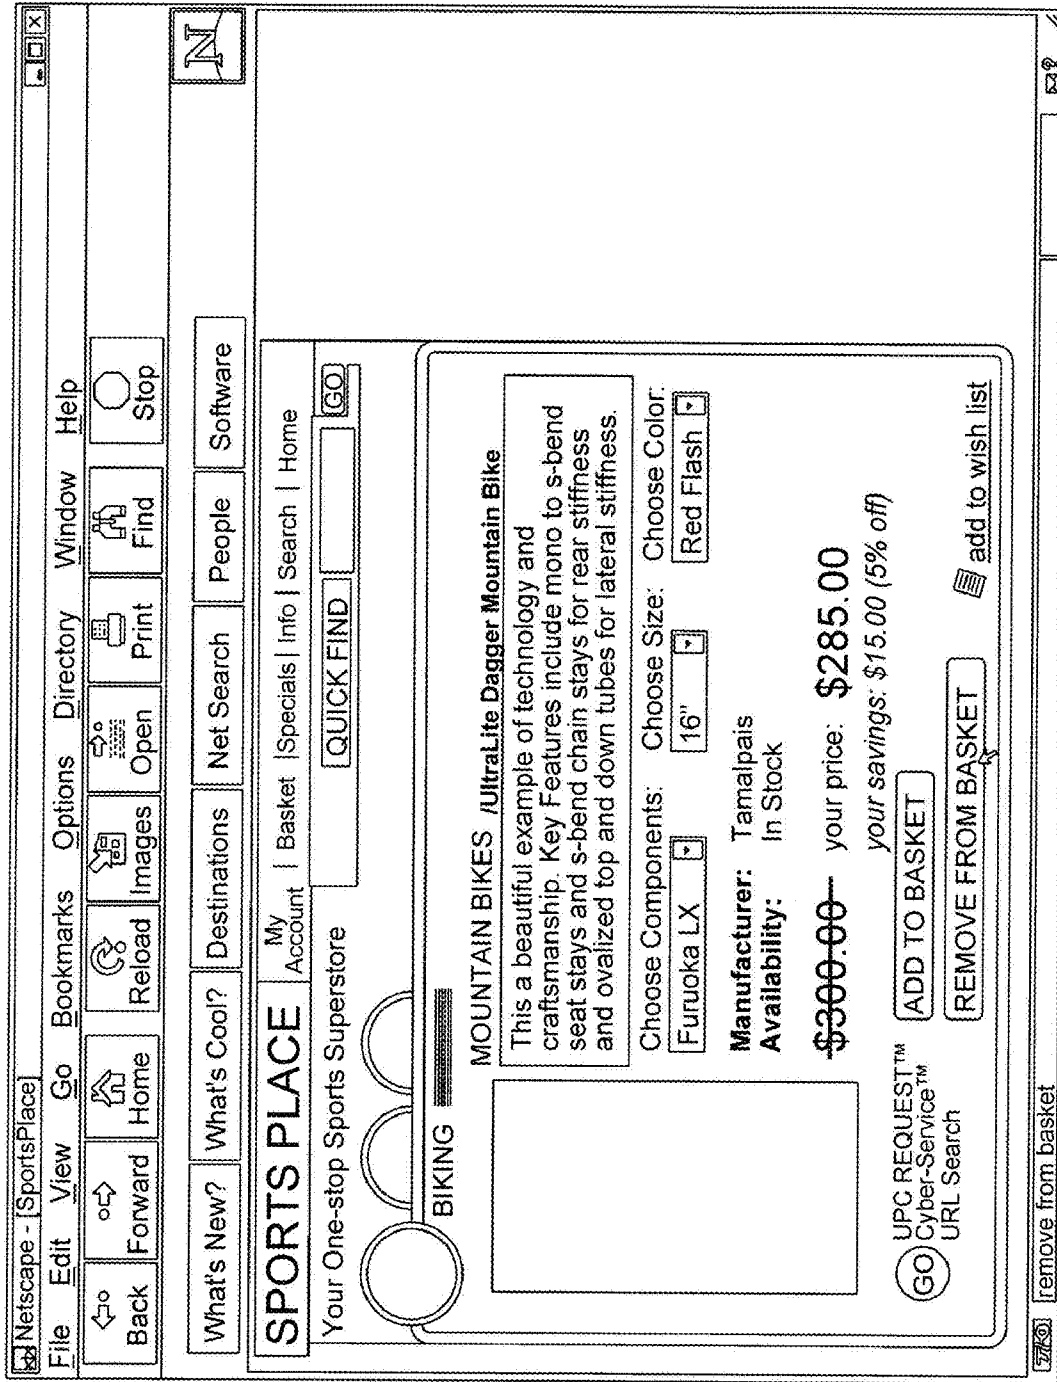 Netscape - [SportsPlace]
File Edit View Go Bookmarks Options Directory Window Help
Back Forward Home Reload Images Open Print Find Stop
What's New? What's Cool? Destinations Net Search People Software
N
SPORTS PLACE
My Account | Basket |Specials| Info | Search | Home
Your One-stop Sports Superstore
QUICK FIND GO
BIKING
MOUNTAIN BIKES /UltraLite Dagger Mountain Bike
This a beautiful example of technology and
craftsmanship. Key Features include mono to s-bend
seat stays and s-bend chain stays for rear stiffness
and ovalized top and down tubes for lateral stiffness.
Choose Components: Choose Size: Choose Color:
Furuoka LX 16" Red Flash
Manufacturer: Tamalpais
Availability: In Stock
$300.00 your price: $285.00
your savings: $15.00 (5% off)
GO UPC REQUEST™
Cyber-Service™
URL Search
ADD TO BASKET
REMOVE FROM BASKET
add to wish list
remove from basket